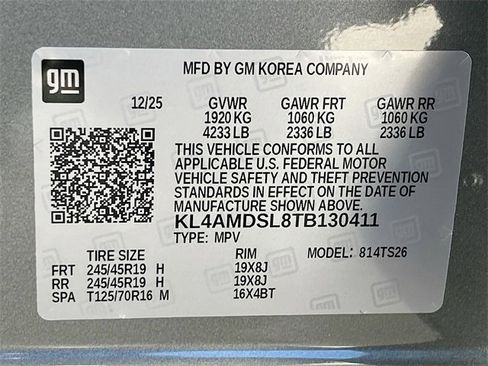 gm
MFD BY GM KOREA COMPANY
12/25 GVWR GAWR FRT GAWR RR
1920 KG 1060 KG 1060 KG
4233 LB 2336 LB 2336 LB
THIS VEHICLE CONFORMS TO ALL
APPLICABLE U.S. FEDERAL MOTOR
VEHICLE SAFETY AND THEFT PREVENTION
STANDARDS IN EFFECT ON THE DATE OF
MANUFACTURE SHOWN ABOVE.
KL4AMDSL8TB130411
TYPE: MPV MODEL: 814TS26
TIRE SIZE RIM
FRT 245/45R19 H 19X8J
RR 245/45R19 H 19X8J
SPA T125/70R16 M 16X4BT